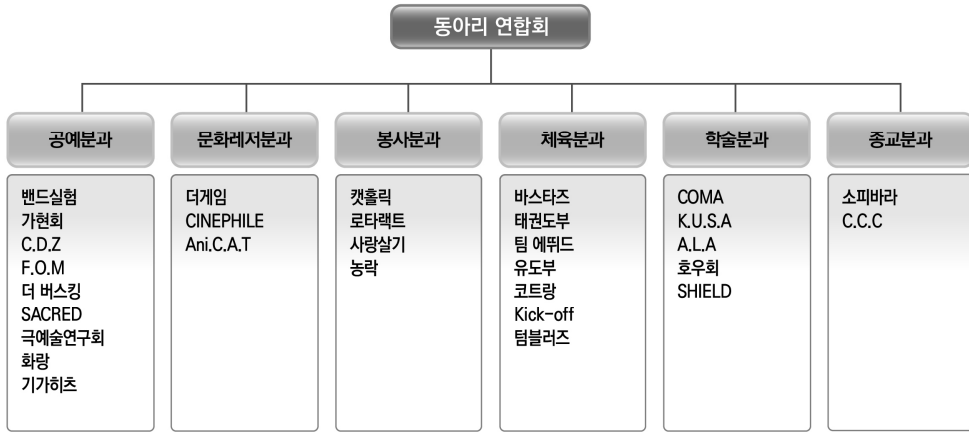 동아리 연합회
공예분과
밴드실험
가현회
C.D.Z
F.O.M
더 버스킹
SACRED
극예술연구회
화랑
기가히츠
문화레저분과
더게임
CINEPHILE
Ani.C.A.T
봉사분과
캣홀릭
로타랙트
사랑살기
농락
체육분과
바스타즈
태권도부
팀 에뛰드
유도부
코트랑
Kick-off
텀블러즈
학술분과
COMA
K.U.S.A
A.L.A
호우회
SHIELD
종교분과
소피바라
C.C.C